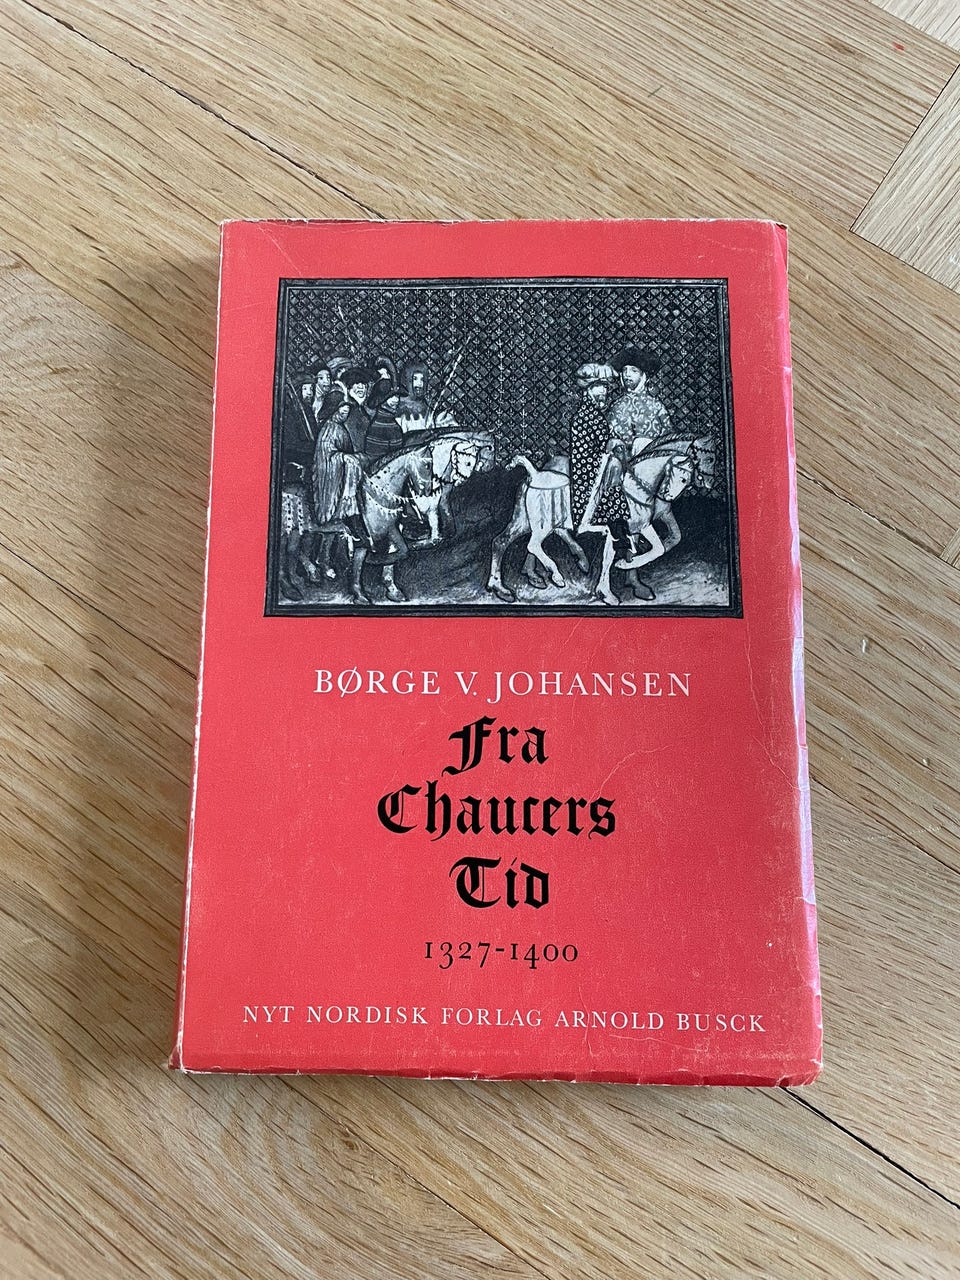 BØRGE V. JOHANSEN
Fra
Chaucers
Tid
1327-1400
NYT NORDISK FORLAG ARNOLD BUSCK